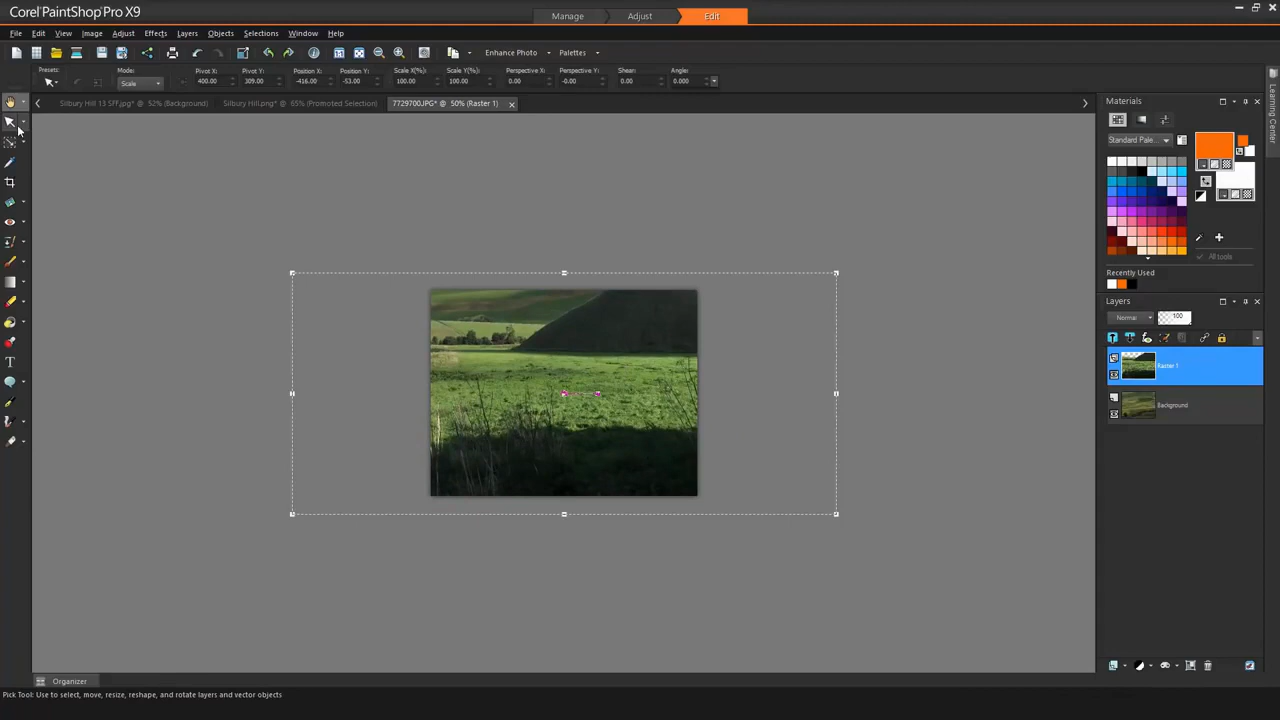 Corel PaintShop Pro X9
Manage Adjust Edit
File Edit View Image Adjust Effects Layers Objects Selections Window Help
Enhance Photo Palettes
Presets: Mode: Pivot X: Pivot Y: Position X: Position Y: Scale X(%): Scale Y(%): Perspective X: Perspective Y: Shear: Angle:
Scale 400.00 309.00 -416.00 -53.00 100.00 100.00 0.00 -0.00 0.00 0.000
Silbury Hill 13 SFF.jpg* @ 52% (Background) Silbury Hill.png* @ 65% (Promoted Selection) 7729700.JPG* @ 50% (Raster 1)
Materials
Learning Center
Standard Pale...
All tools
Recently Used
Layers
Normal 100
Raster 1
Background
Organizer
Pick Tool: Use to select, move, resize, reshape, and rotate layers and vector objects